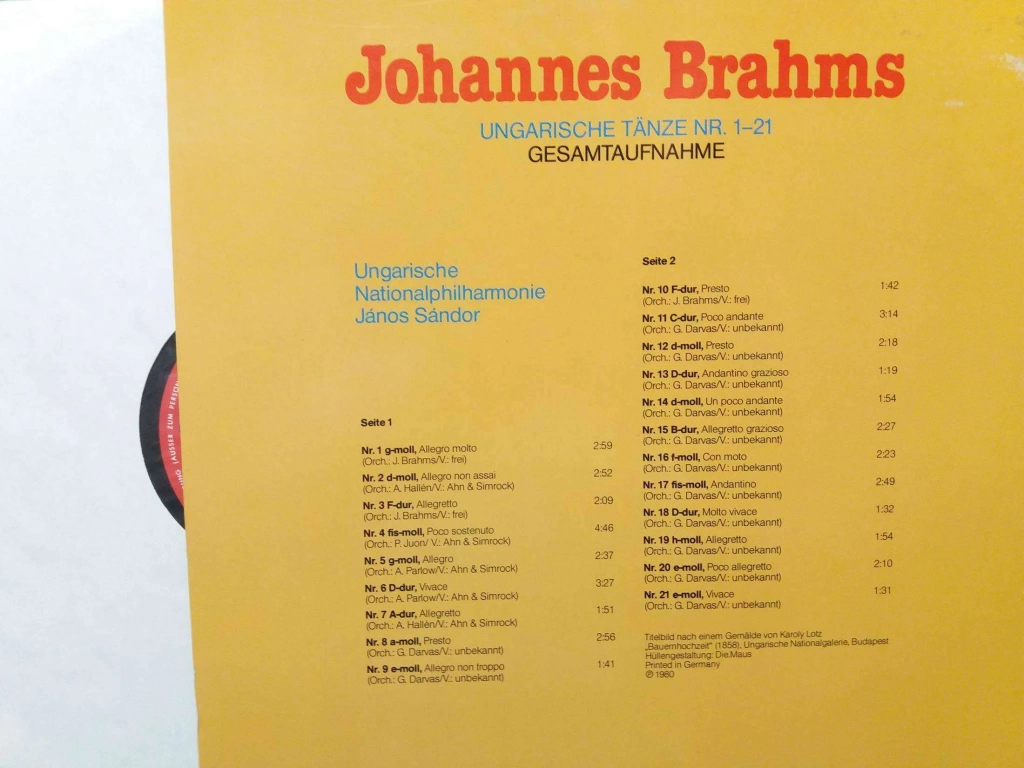 Johannes Brahms
UNGARISCHE TÄNZE NR. 1–21
GESAMTAUFNAHME
Ungarische
Nationalphilharmonie
János Sándor
Seite 1
Nr. 1 g-moll, Allegro molto 2:59
(Orch.: J. Brahms/V.: frei)
Nr. 2 d-moll, Allegro non assai 2:52
(Orch.: A. Hallén/V.: Ahn & Simrock)
Nr. 3 F-dur, Allegretto 2:09
(Orch.: J. Brahms/V.: frei)
Nr. 4 fis-moll, Poco sostenuto 4:46
(Orch.: P. Juon/ V.: Ahn & Simrock)
Nr. 5 g-moll, Allegro 2:37
(Orch.: A. Parlow/V.: Ahn & Simrock)
Nr. 6 D-dur, Vivace 3:27
(Orch.: A. Parlow/V.: Ahn & Simrock)
Nr. 7 A-dur, Allegretto 1:51
(Orch.: A. Hallén/V.: Ahn & Simrock)
Nr. 8 a-moll, Presto 2:56
(Orch.: G. Darvas/V.: unbekannt)
Nr. 9 e-moll, Allegro non troppo 1:41
(Orch.: G. Darvas/V.: unbekannt)
Seite 2
Nr. 10 F-dur, Presto 1:42
(Orch.: J. Brahms/V.: frei)
Nr. 11 C-dur, Poco andante 3:14
(Orch.: G. Darvas/V.: unbekannt)
Nr. 12 d-moll, Presto 2:18
(Orch.: G. Darvas/V.: unbekannt)
Nr. 13 D-dur, Andantino grazioso 1:19
(Orch.: G. Darvas/V.: unbekannt)
Nr. 14 d-moll, Un poco andante 1:54
(Orch.: G. Darvas/V.: unbekannt)
Nr. 15 B-dur, Allegretto grazioso 2:27
(Orch.: G. Darvas/V.: unbekannt)
Nr. 16 f-moll, Con moto 2:23
(Orch.: G. Darvas/V.: unbekannt)
Nr. 17 fis-moll, Andantino 2:49
(Orch.: G. Darvas/V.: unbekannt)
Nr. 18 D-dur, Molto vivace 1:32
(Orch.: G. Darvas/V.: unbekannt)
Nr. 19 h-moll, Allegretto 1:54
(Orch.: G. Darvas/V.: unbekannt)
Nr. 20 e-moll, Poco allegretto 2:10
(Orch.: G. Darvas/V.: unbekannt)
Nr. 21 e-moll, Vivace 1:31
(Orch.: G. Darvas/V.: unbekannt)
Titelbild nach einem Gemälde von Karoly Lotz
„Bauernhochzeit" (1858), Ungarische Nationalgalerie, Budapest
Hüllengestaltung: Die Maus
Printed in Germany
℗ 1980
LAUSSER ZUM